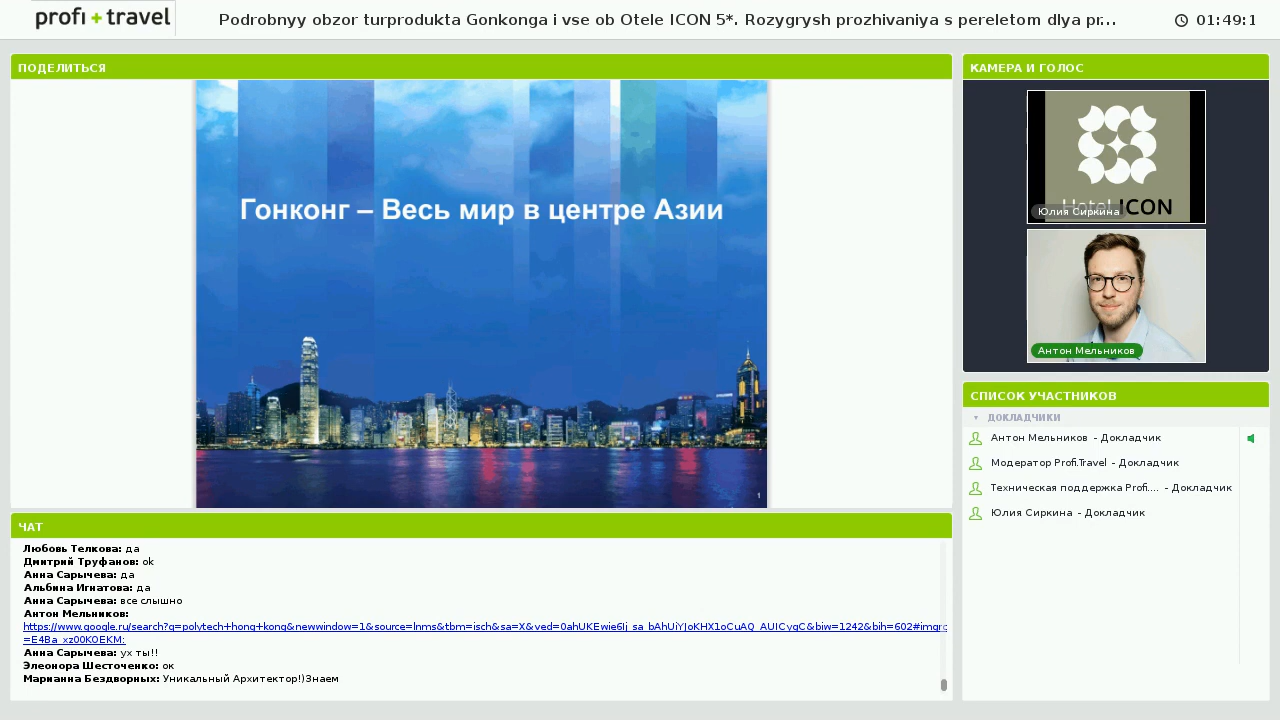 profi + travel
Podrobnyy obzor turprodukta Gonkonga i vse ob Otele ICON 5*. Rozygrysh prozhivaniya s pereletom dlya pr...
01:49:1
ПОДЕЛИТЬСЯ
Гонконг – Весь мир в центре Азии
1
КАМЕРА И ГОЛОС
Hotel ICON
Юлия Сиркина
Антон Мельников
СПИСОК УЧАСТНИКОВ
ДОКЛАДЧИКИ
Антон Мельников - Докладчик
Модератор Profi.Travel - Докладчик
Техническая поддержка Profi.... - Докладчик
Юлия Сиркина - Докладчик
ЧАТ
Любовь Телкова: да
Дмитрий Труфанов: ok
Анна Сарычева: да
Альбина Игнатова: да
Анна Сарычева: все слышно
Антон Мельников:
https://www.google.ru/search?q=polytech+hong+kong&newwindow=1&source=lnms&tbm=isch&sa=X&ved=0ahUKEwie6Ij_sa_bAhUiYJoKHX1oCuAQ_AUICygC&biw=1242&bih=602#imgrc
=E4Ba_xz00KOEKM:
Анна Сарычева: ух ты!!
Элеонора Шесточенко: ок
Марианна Бездворных: Уникальный Архитектор!)Знаем